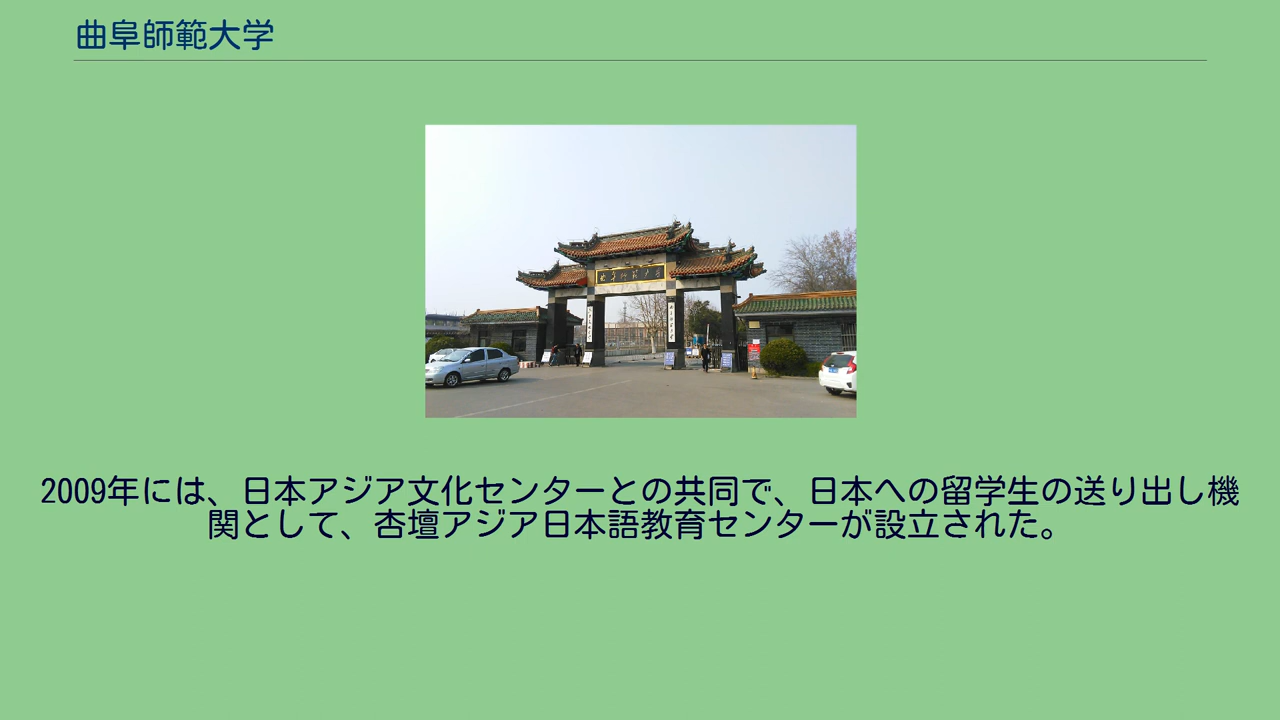 曲阜師範大学
2009年には、日本アジア文化センターとの共同で、日本への留学生の送り出し機
関として、杏壇アジア日本語教育センターが設立された。